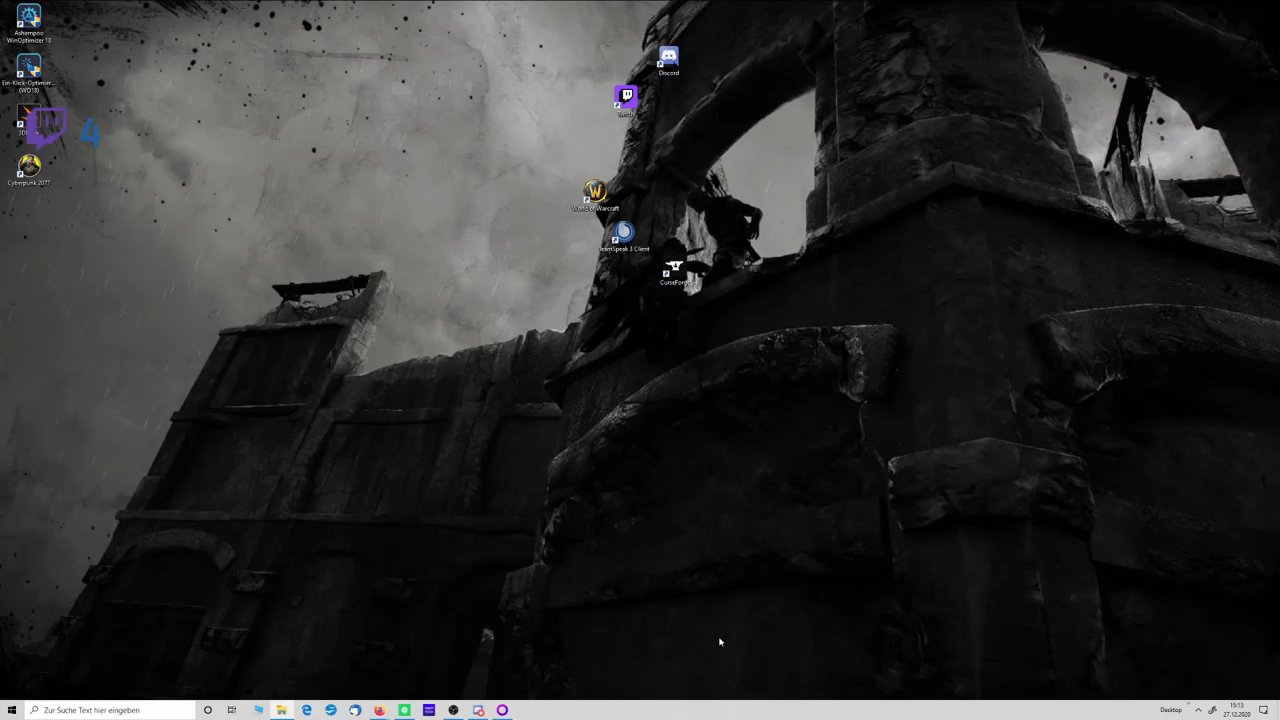 Ashampoo
WinOptimizer 18
Ein-Klick-Optimier...
(WO18)
4
Cyberpunk 2077
Discord
Twitch
World of Warcraft
TeamSpeak 3 Client
CurseForge
Zur Suche Text hier eingeben
Desktop
15:13
27.12.2020